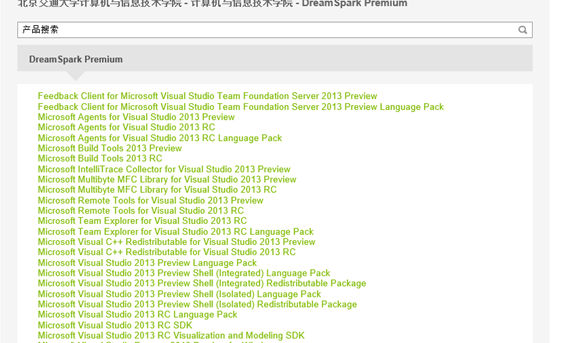 北京交通大学计算机与信息技术学院 - 计算机与信息技术学院 - DreamSpark Premium
产品搜索
DreamSpark Premium
Feedback Client for Microsoft Visual Studio Team Foundation Server 2013 Preview
Feedback Client for Microsoft Visual Studio Team Foundation Server 2013 Preview Language Pack
Microsoft Agents for Visual Studio 2013 Preview
Microsoft Agents for Visual Studio 2013 RC
Microsoft Agents for Visual Studio 2013 RC Language Pack
Microsoft Build Tools 2013 Preview
Microsoft Build Tools 2013 RC
Microsoft IntelliTrace Collector for Visual Studio 2013 Preview
Microsoft Multibyte MFC Library for Visual Studio 2013 Preview
Microsoft Multibyte MFC Library for Visual Studio 2013 RC
Microsoft Remote Tools for Visual Studio 2013 Preview
Microsoft Remote Tools for Visual Studio 2013 RC
Microsoft Team Explorer for Visual Studio 2013 RC
Microsoft Team Explorer for Visual Studio 2013 RC Language Pack
Microsoft Visual C++ Redistributable for Visual Studio 2013 Preview
Microsoft Visual C++ Redistributable for Visual Studio 2013 RC
Microsoft Visual Studio 2013 Preview Language Pack
Microsoft Visual Studio 2013 Preview Shell (Integrated) Language Pack
Microsoft Visual Studio 2013 Preview Shell (Integrated) Redistributable Package
Microsoft Visual Studio 2013 Preview Shell (Isolated) Language Pack
Microsoft Visual Studio 2013 Preview Shell (Isolated) Redistributable Package
Microsoft Visual Studio 2013 RC Language Pack
Microsoft Visual Studio 2013 RC SDK
Microsoft Visual Studio 2013 RC Visualization and Modeling SDK